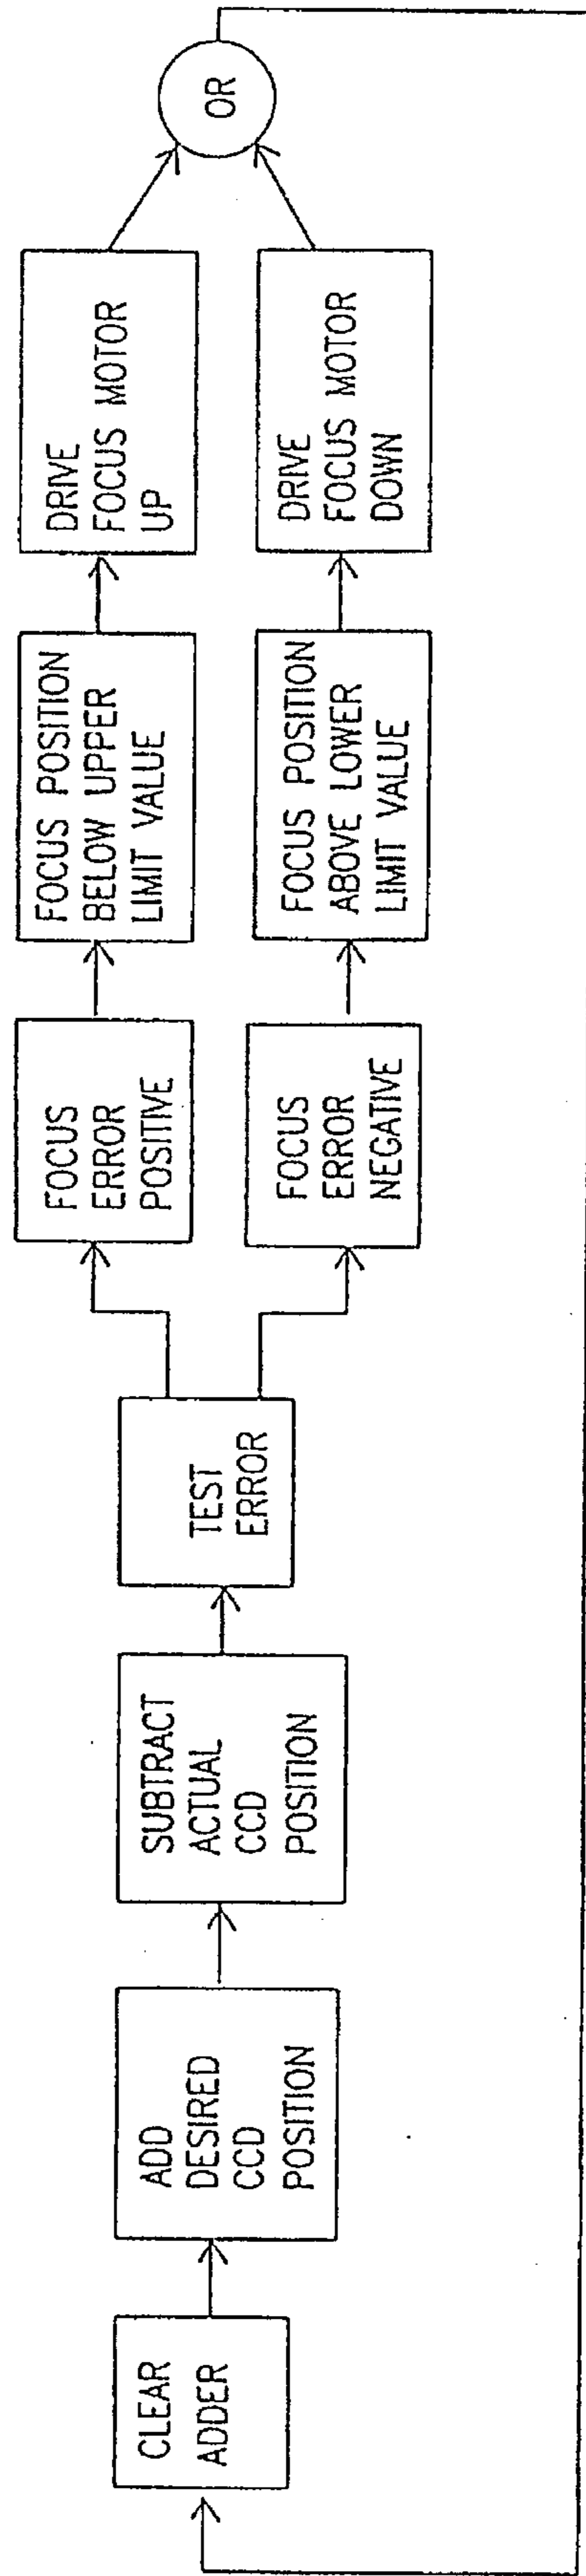 CLEAR
ADDER
ADD
DESIRED
CCD
POSITION
SUBTRACT
ACTUAL
CCD
POSITION
TEST
ERROR
FOCUS
ERROR
POSITIVE
FOCUS POSITION
BELOW UPPER
LIMIT VALUE
DRIVE
FOCUS MOTOR
UP
FOCUS
ERROR
NEGATIVE
FOCUS POSITION
ABOVE LOWER
LIMIT VALUE
DRIVE
FOCUS MOTOR
DOWN
OR